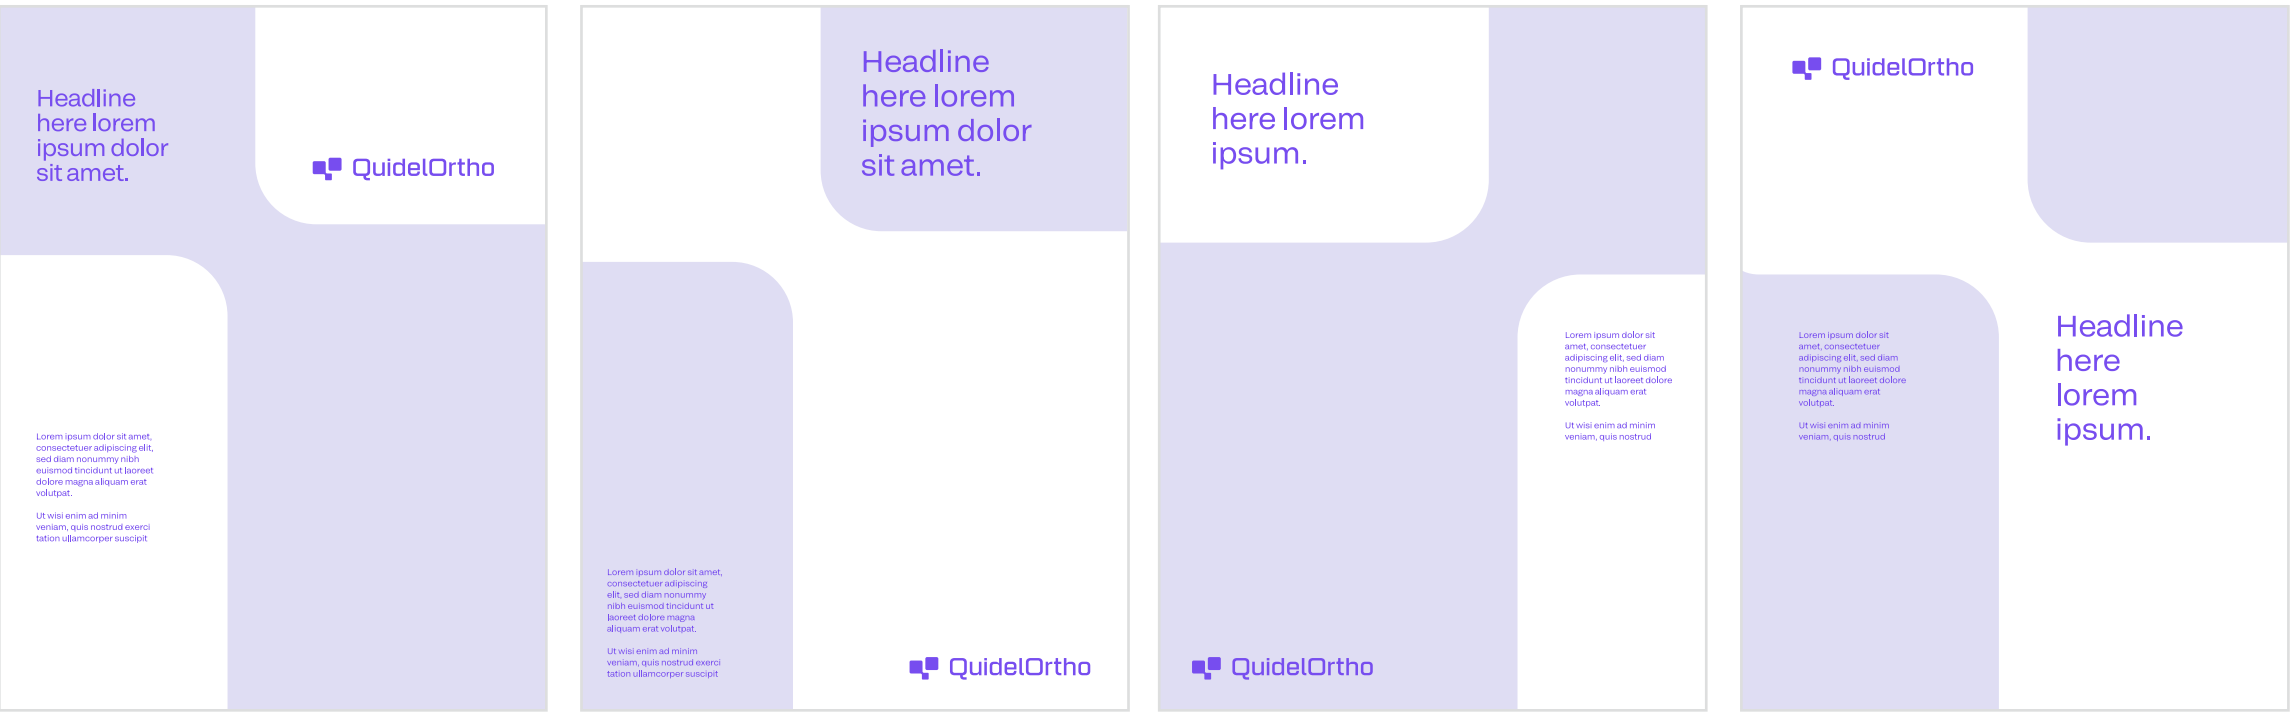 Headline
here lorem
ipsum dolor
sit amet.
QuidelOrtho
Lorem ipsum dolor sit amet,
consectetuer adipiscing elit,
sed diam nonummy nibh
euismod tincidunt ut laoreet
dolore magna aliquam erat
volutpat.
Ut wisi enim ad minim
veniam, quis nostrud exerci
tation ullamcorper suscipit
Headline
here lorem
ipsum dolor
sit amet.
Lorem ipsum dolor sit amet,
consectetuer adipiscing
elit, sed diam nonummy
nibh euismod tincidunt ut
laoreet dolore magna
aliquam erat volutpat.
Ut wisi enim ad minim
veniam, quis nostrud exerci
tation ullamcorper suscipit
QuidelOrtho
Headline
here lorem
ipsum.
Lorem ipsum dolor sit
amet, consectetuer
adipiscing elit, sed diam
nonummy nibh euismod
tincidunt ut laoreet dolore
magna aliquam erat
volutpat.
Ut wisi enim ad minim
veniam, quis nostrud
QuidelOrtho
QuidelOrtho
Lorem ipsum dolor sit
amet, consectetuer
adipiscing elit, sed diam
nonummy nibh euismod
tincidunt ut laoreet dolore
magna aliquam erat
volutpat.
Ut wisi enim ad minim
veniam, quis nostrud
Headline
here
lorem
ipsum.